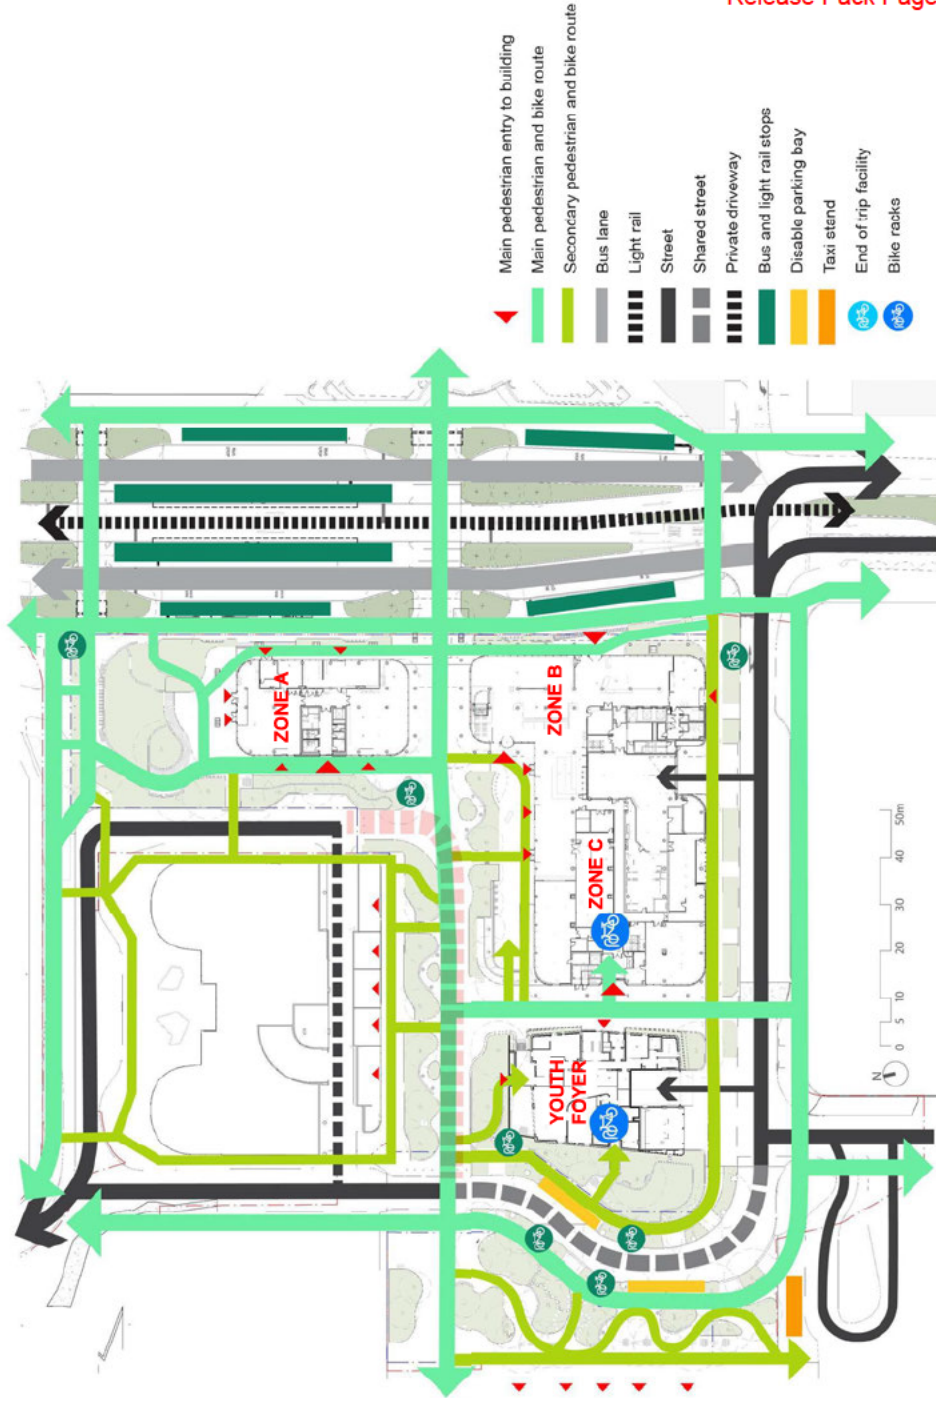 Release Pack Page
Main pedestrian entry to building
Main pedestrian and bike route
Secondary pedestrian and bike route
Bus lane
Light rail
Street
Shared street
Private driveway
Bus and light rail stops
Disable parking bay
Taxi stand
End of trip facility
Bike racks
ZONE A
ZONE B
ZONE C
YOUTH
FOYER
0 5 10 20 30 40 50m
N